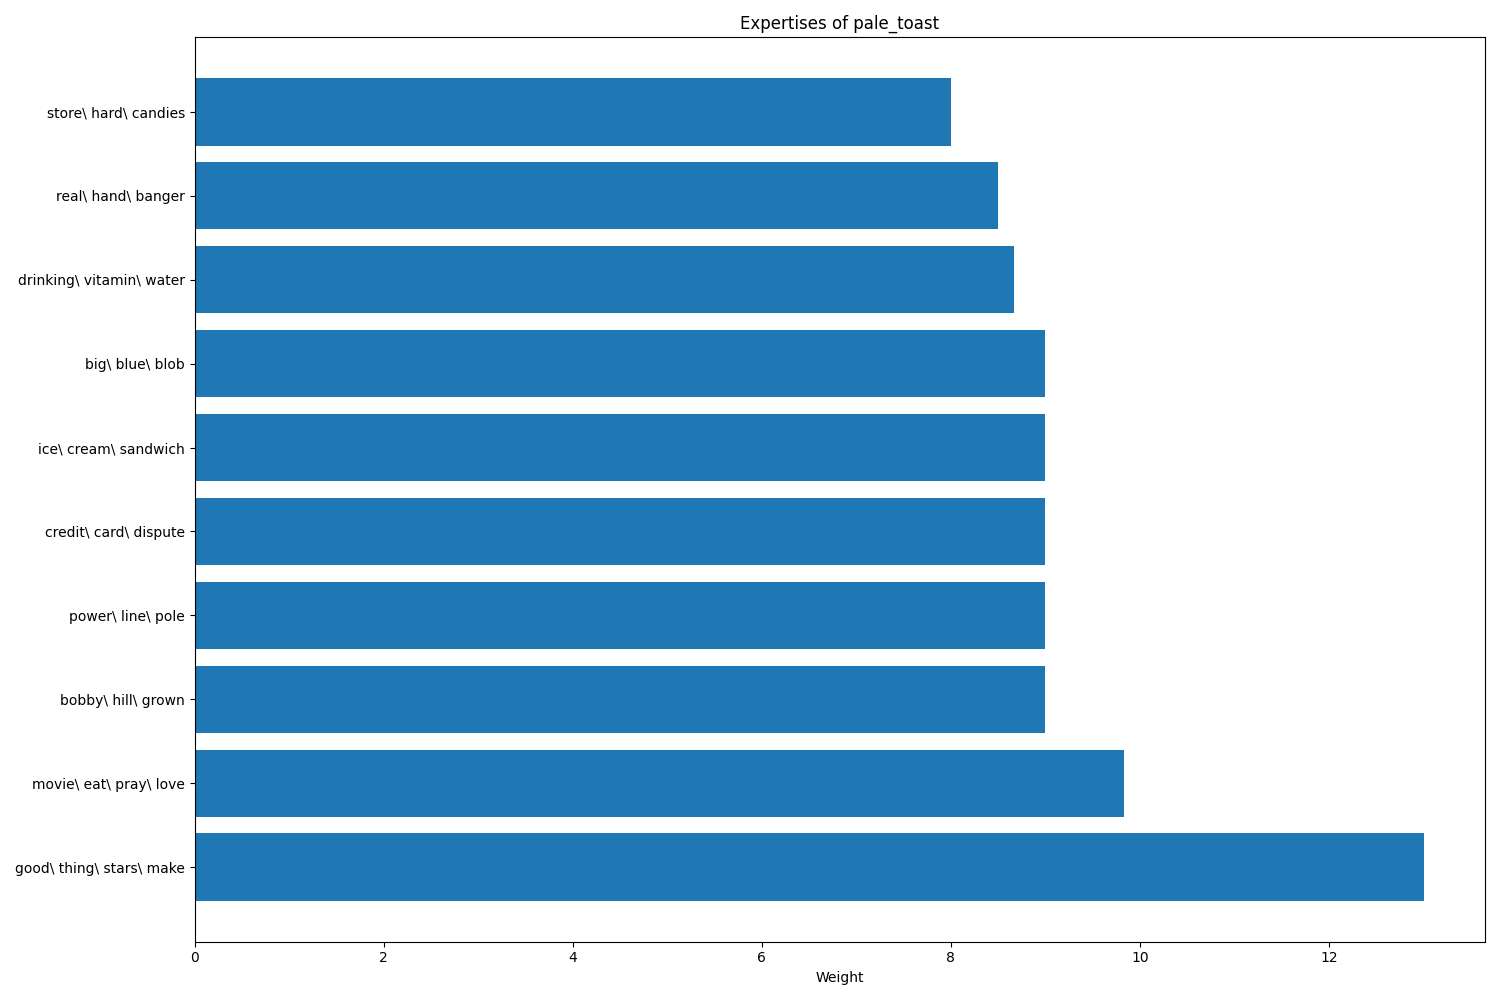 Expertises of pale_toast
store\ hard\ candies
real\ hand\ banger
drinking\ vitamin\ water
big\ blue\ blob
ice\ cream\ sandwich
credit\ card\ dispute
power\ line\ pole
bobby\ hill\ grown
movie\ eat\ pray\ love
good\ thing\ stars\ make
0 2 4 6 8 10 12
Weight